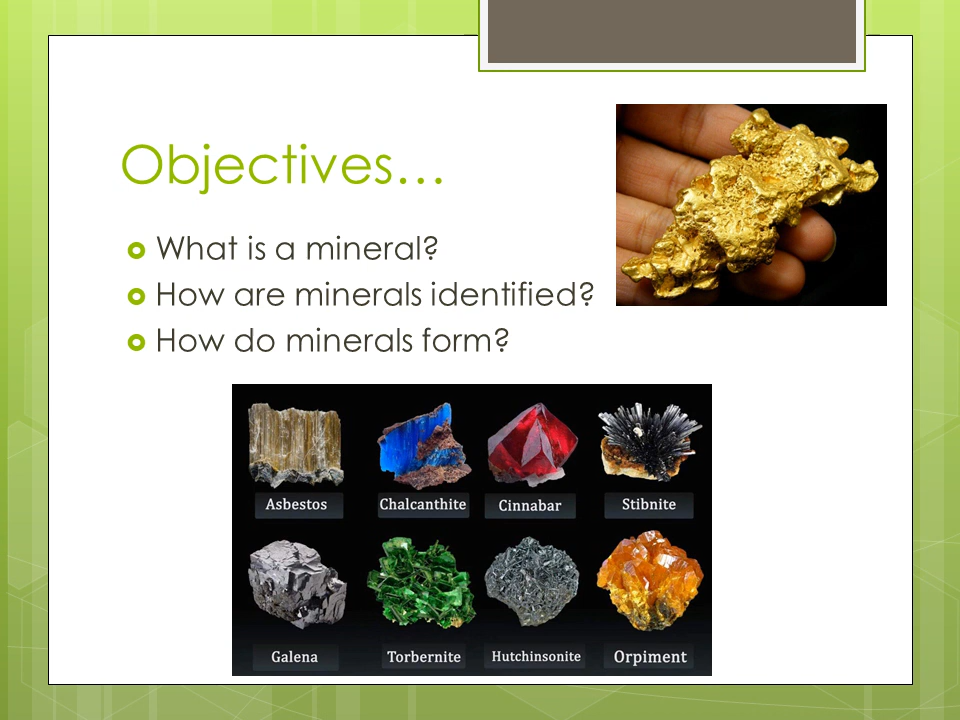 Objectives…
What is a mineral?
How are minerals identified?
How do minerals form?
Asbestos Chalcanthite Cinnabar Stibnite
Galena Torbernite Hutchinsonite Orpiment